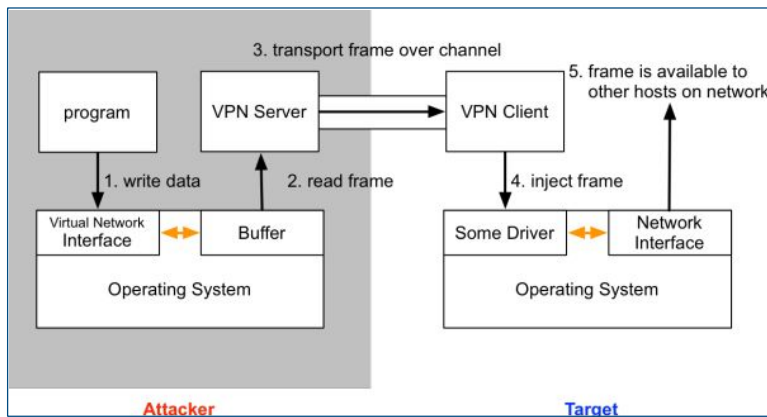 3. transport frame over channel
5. frame is available to
other hosts on network
program
VPN Server
VPN Client
1. write data
2. read frame
4. inject frame
Virtual Network
Interface
Buffer
Some Driver
Network
Interface
Operating System
Operating System
Attacker
Target